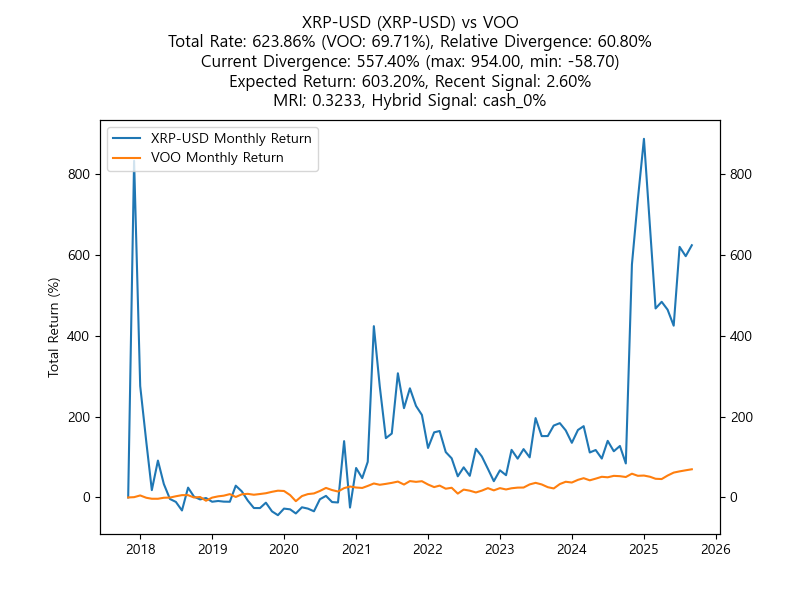 XRP-USD (XRP-USD) vs VOO
Total Rate: 623.86% (VOO: 69.71%), Relative Divergence: 60.80%
Current Divergence: 557.40% (max: 954.00, min: -58.70)
Expected Return: 603.20%, Recent Signal: 2.60%
MRI: 0.3233, Hybrid Signal: cash_0%
XRP-USD Monthly Return
VOO Monthly Return
Total Return (%)
800
600
400
200
0
800
600
400
200
0
2018 2019 2020 2021 2022 2023 2024 2025 2026